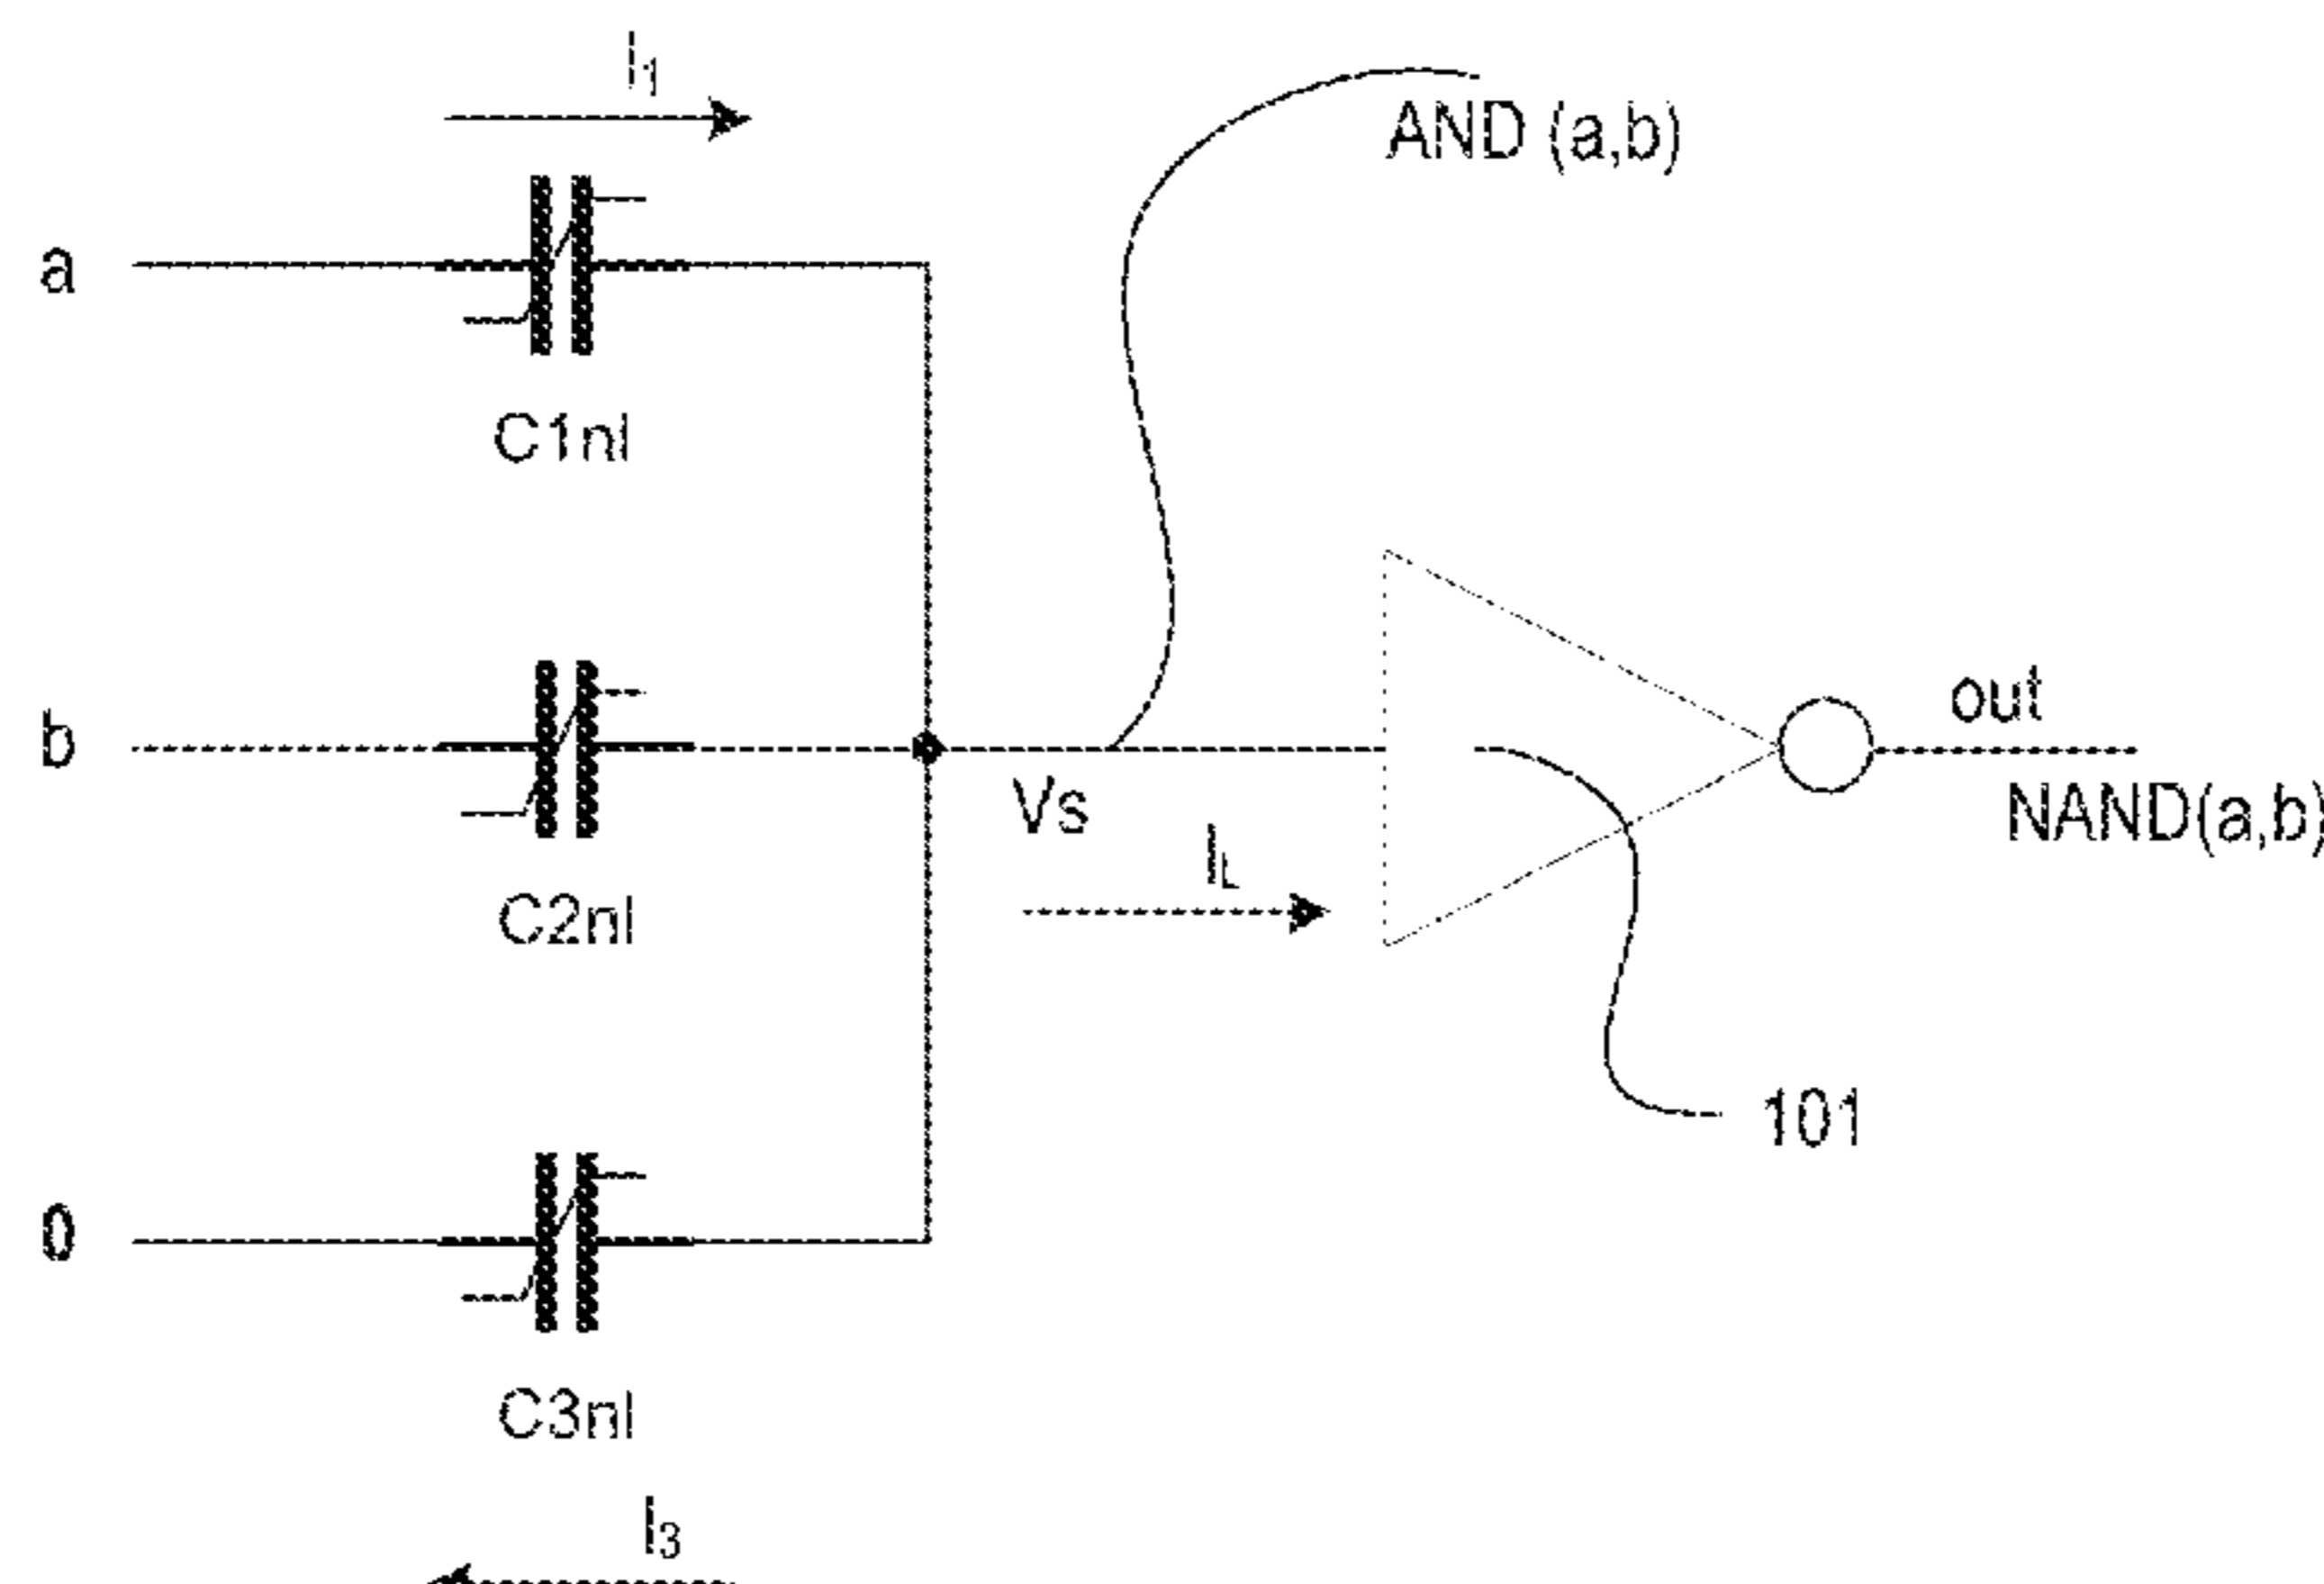 I1
AND (a,b)
a
C1nl
b
out
Vs
NAND(a,b)
IL
C2nl
101
0
C3nl
I3